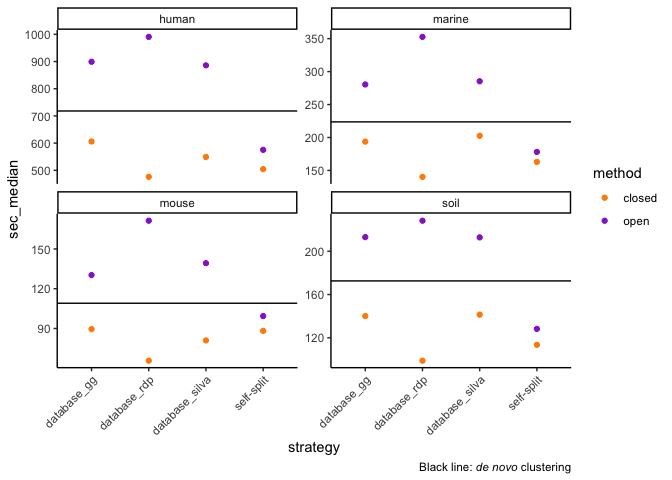 human
marine
1000
900
800
700
600
500
350
300
250
200
150
sec_median
mouse
soil
150
120
90
200
160
120
database_gg
database_rdp
database_silva
self-split
database_gg
database_rdp
database_silva
self-split
strategy
method
closed
open
Black line: de novo clustering